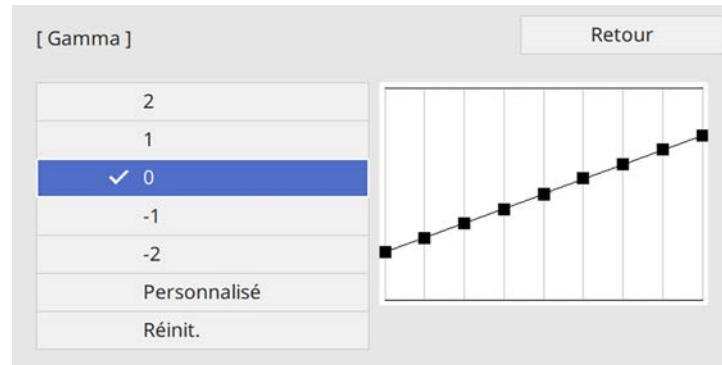 [ Gamma ]
Retour
2
1
0
-1
-2
Personnalisé
Réinit.